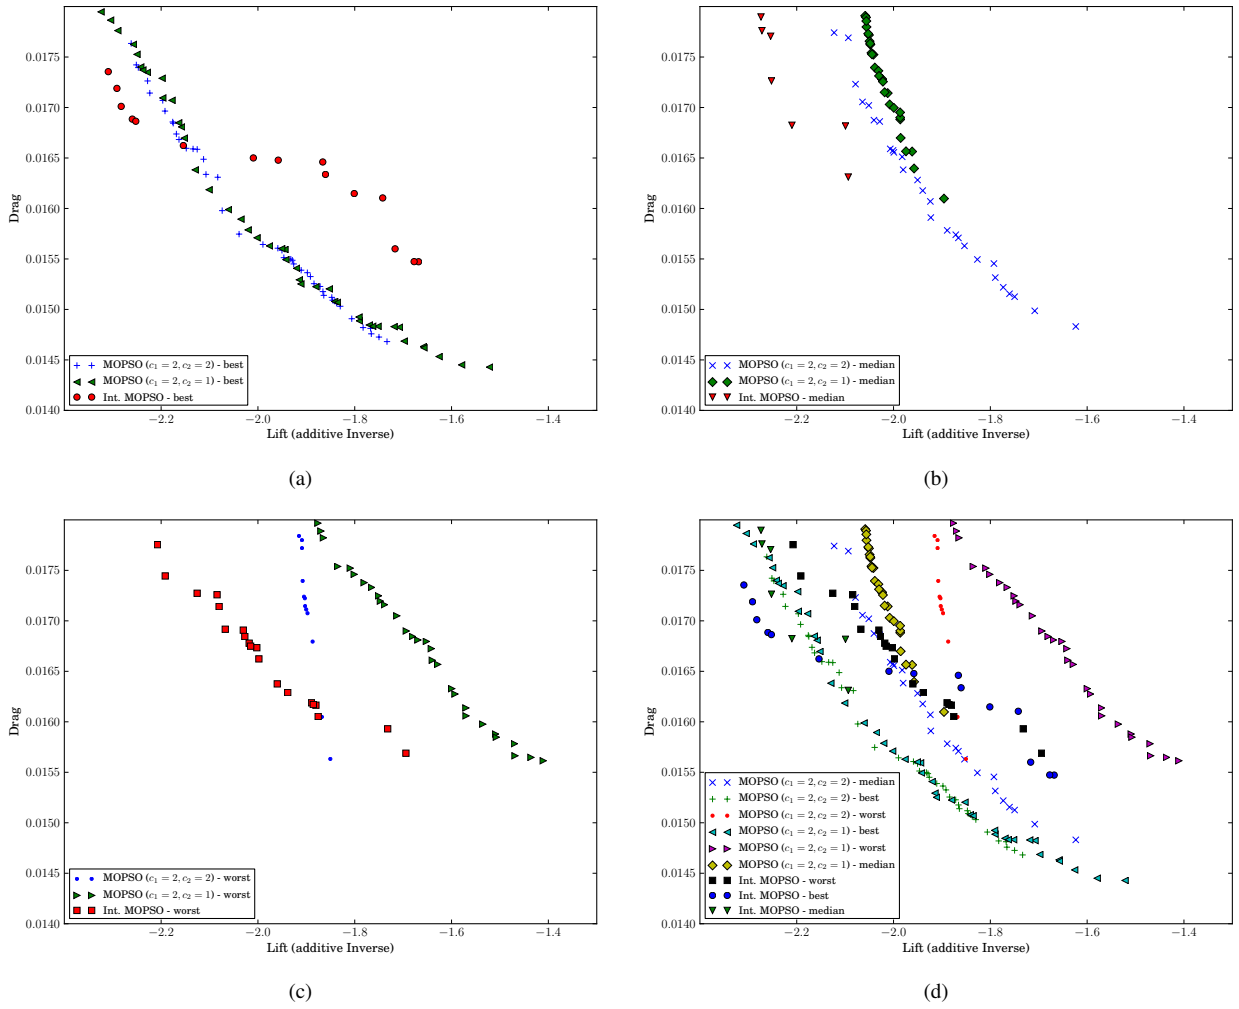 Drag
0.0175
0.0170
0.0165
0.0160
0.0155
0.0150
0.0145
0.0140
MOPSO (c₁ = 2, c₂ = 2) - best
MOPSO (c₁ = 2, c₂ = 1) - best
Int. MOPSO - best
−2.2 −2.0 −1.8 −1.6 −1.4
Lift (additive Inverse)
(a)
Drag
0.0175
0.0170
0.0165
0.0160
0.0155
0.0150
0.0145
0.0140
MOPSO (c₁ = 2, c₂ = 2) - median
MOPSO (c₁ = 2, c₂ = 1) - median
Int. MOPSO - median
−2.2 −2.0 −1.8 −1.6 −1.4
Lift (additive Inverse)
(b)
Drag
0.0175
0.0170
0.0165
0.0160
0.0155
0.0150
0.0145
0.0140
MOPSO (c₁ = 2, c₂ = 2) - worst
MOPSO (c₁ = 2, c₂ = 1) - worst
Int. MOPSO - worst
−2.2 −2.0 −1.8 −1.6 −1.4
Lift (additive Inverse)
(c)
Drag
0.0175
0.0170
0.0165
0.0160
0.0155
0.0150
0.0145
0.0140
MOPSO (c₁ = 2, c₂ = 2) - median
MOPSO (c₁ = 2, c₂ = 2) - best
MOPSO (c₁ = 2, c₂ = 2) - worst
MOPSO (c₁ = 2, c₂ = 1) - best
MOPSO (c₁ = 2, c₂ = 1) - worst
MOPSO (c₁ = 2, c₂ = 1) - median
Int. MOPSO - worst
Int. MOPSO - best
Int. MOPSO - median
−2.2 −2.0 −1.8 −1.6 −1.4
Lift (additive Inverse)
(d)